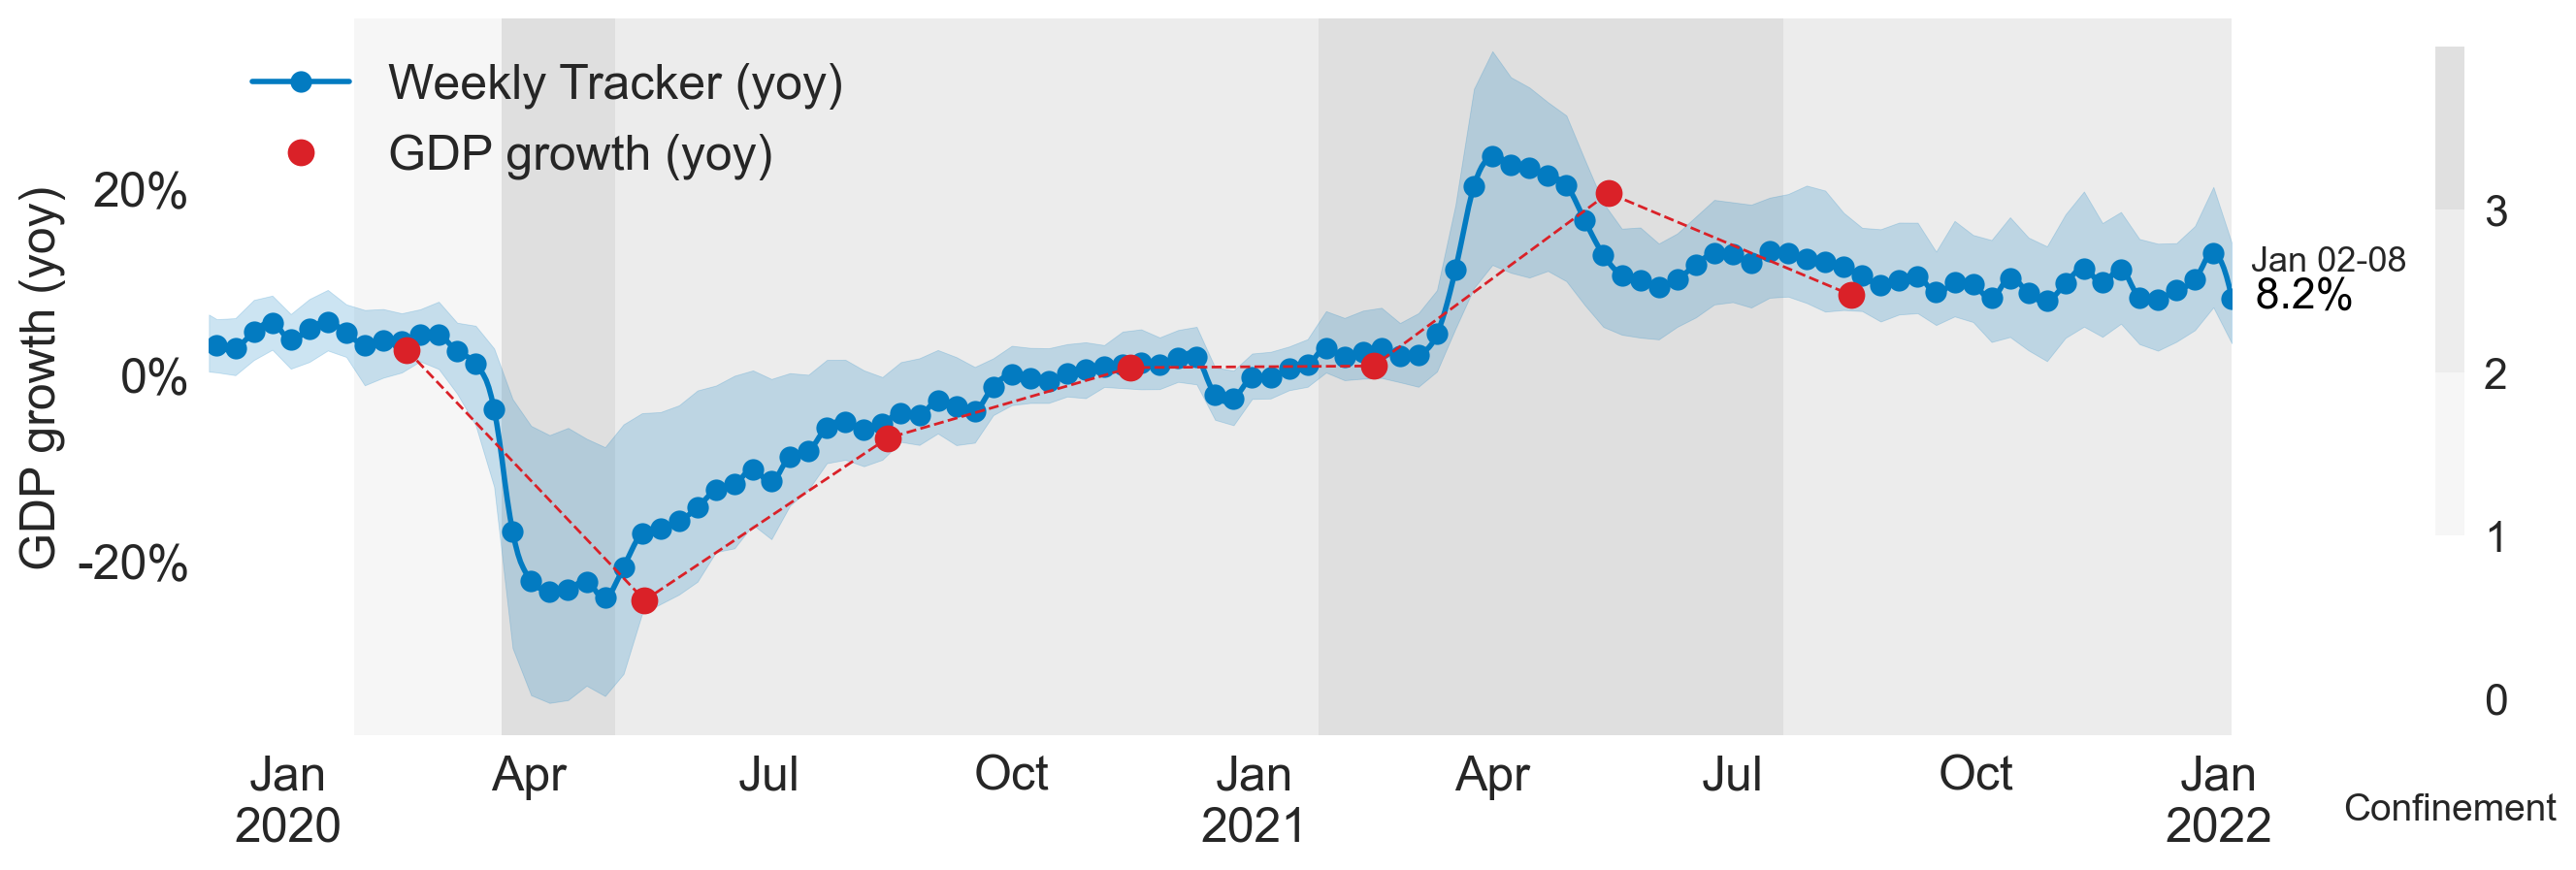 Weekly Tracker (yoy)
GDP growth (yoy)
GDP growth (yoy)
20%
0%
-20%
Jan 02-08
8.2%
3
2
1
0
Jan Apr Jul Oct Jan Apr Jul Oct Jan
2020 2021 2022
Confinement